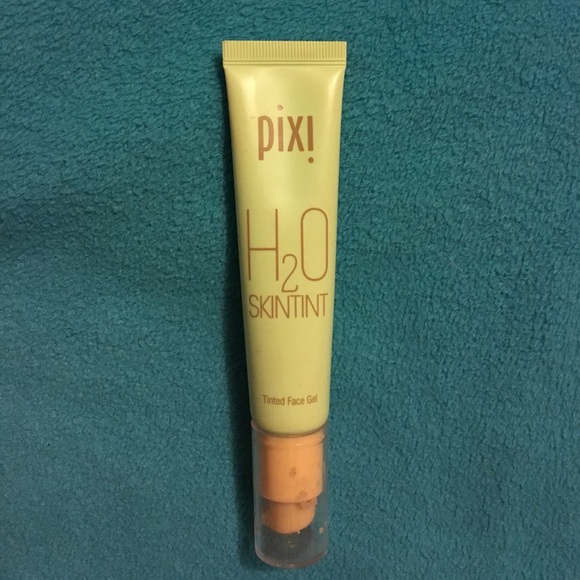 pixi
H2O
SKINTINT
Tinted Face Gel